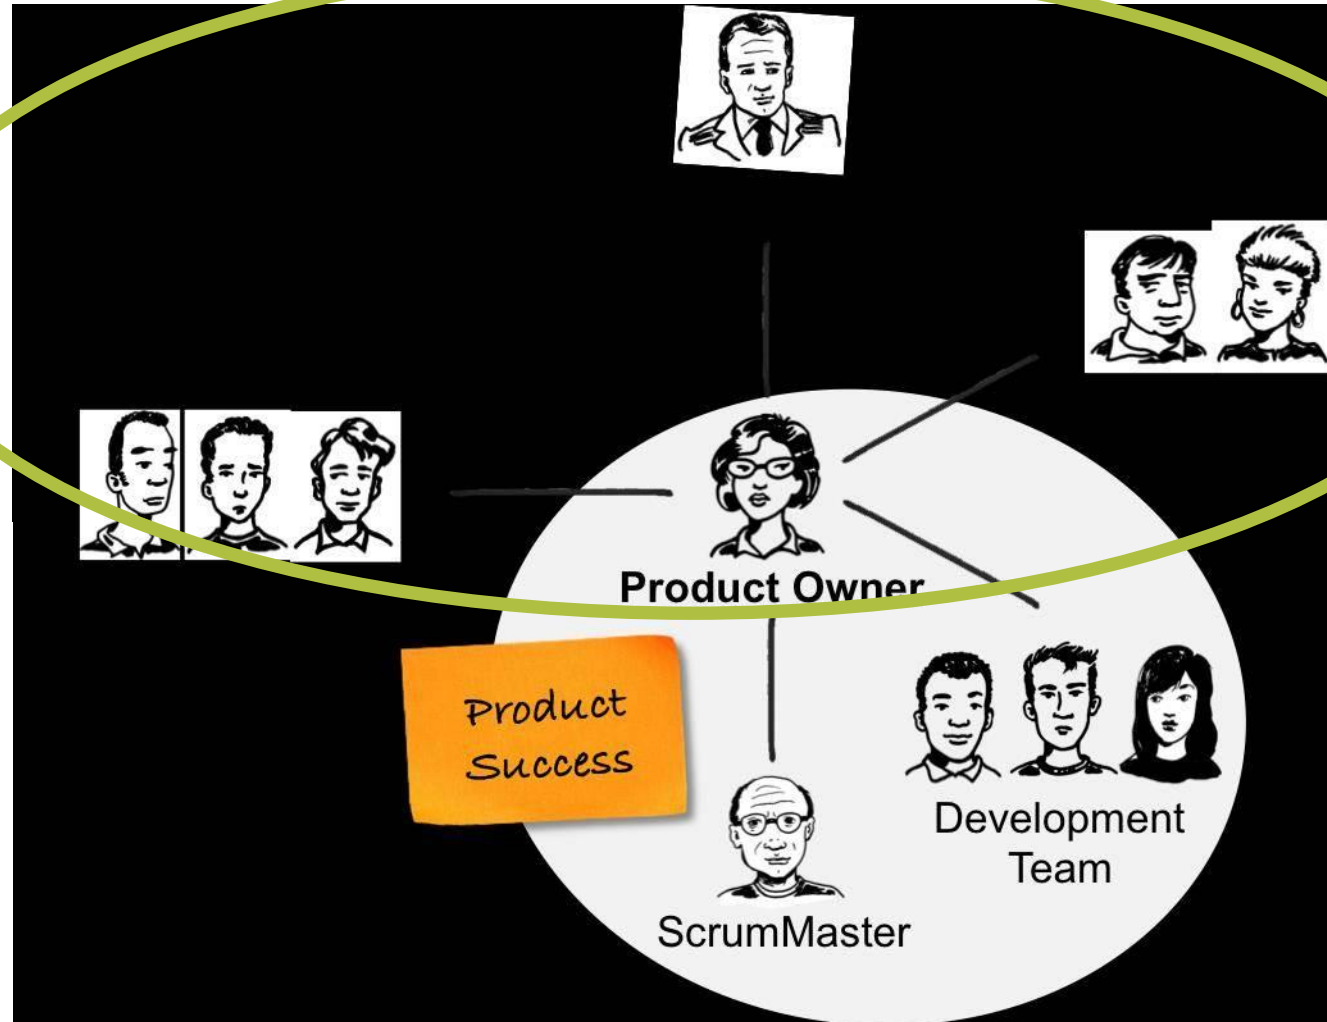 Product Owner
Product
Success
Development
Team
ScrumMaster